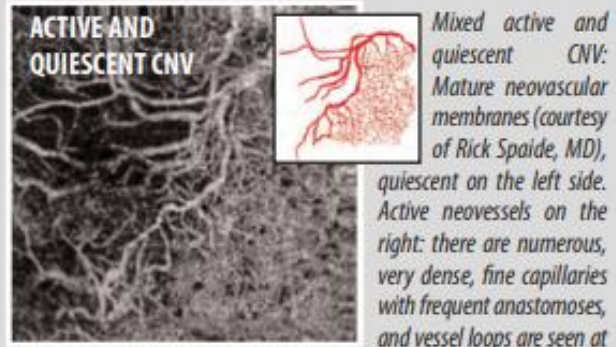 ACTIVE AND
QUIESCENT CNV
Mixed active and
quiescent CNV:
Mature neovascular
membranes (courtesy
of Rick Spaide, MD),
quiescent on the left side.
Active neovessels on the
right: there are numerous,
very dense, fine capillaries
with frequent anastomoses,
and vessel loops are seen at